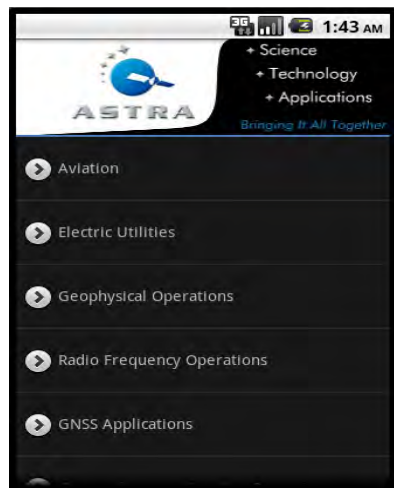 3G 1:43 AM
+ Science
+ Technology
+ Applications
ASTRA
Bringing It All Together
Aviation
Electric Utilities
Geophysical Operations
Radio Frequency Operations
GNSS Applications